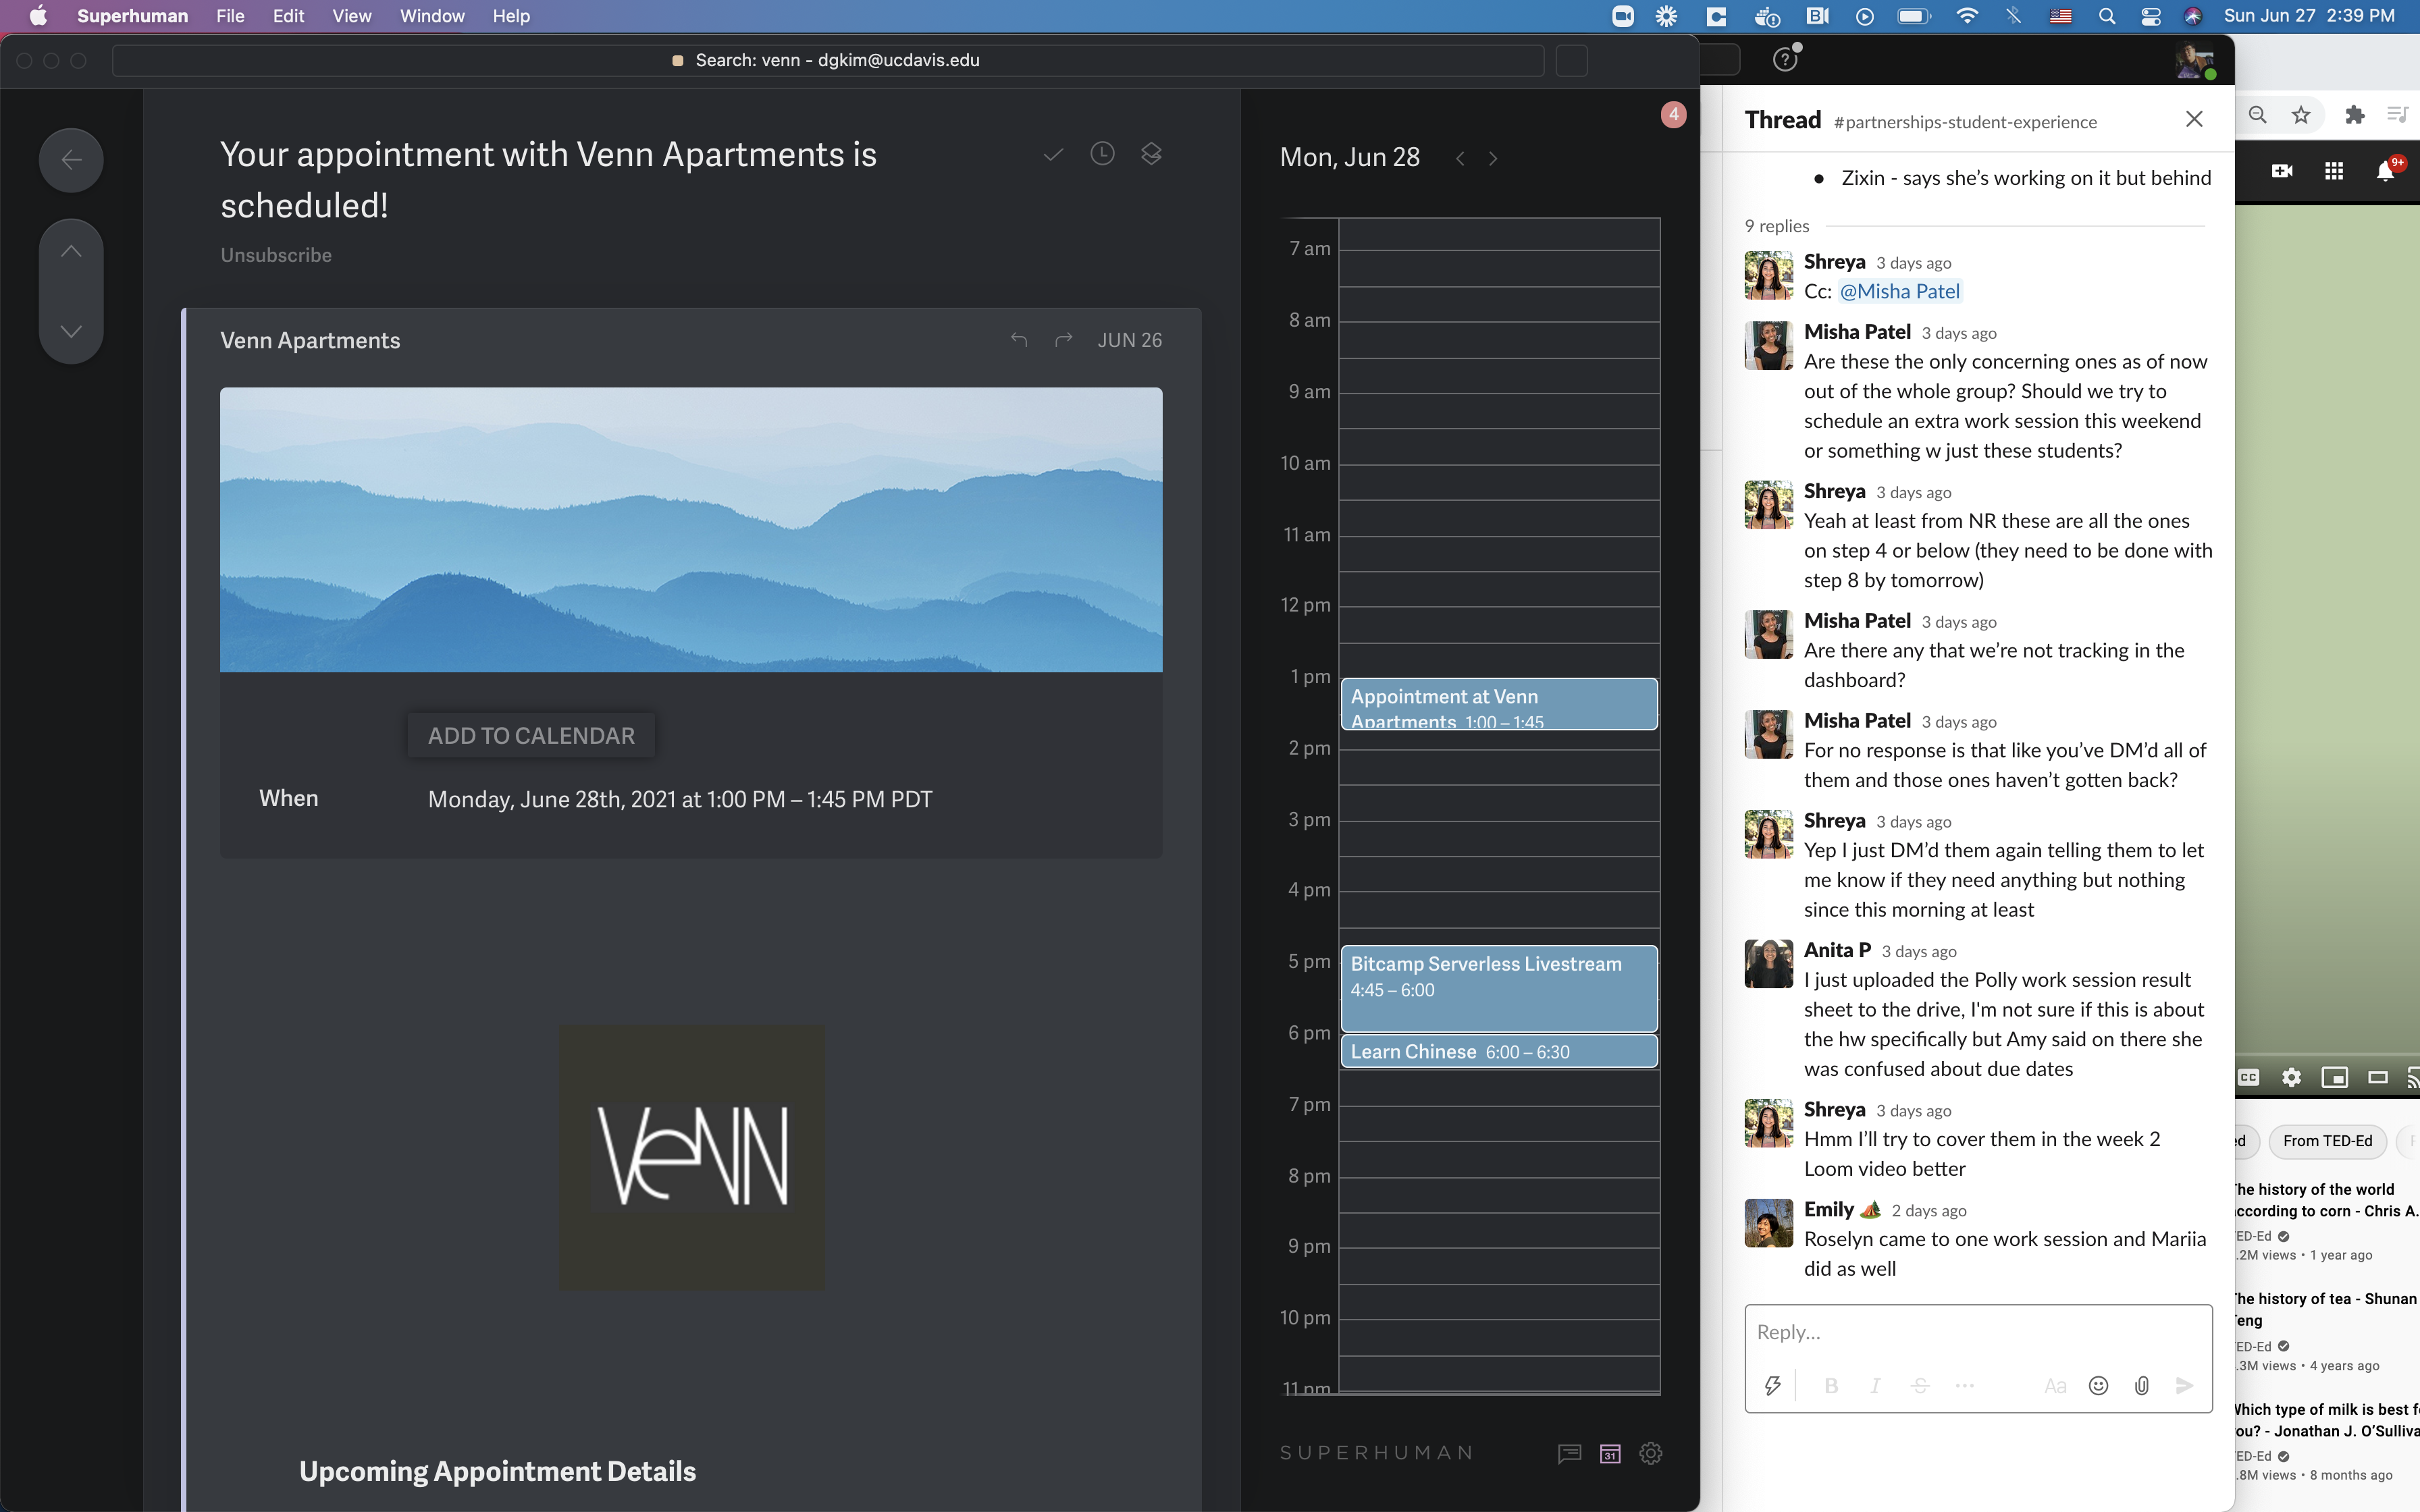 Superhuman File Edit View Window Help
Sun Jun 27 2:39 PM
Search: venn - dgkim@ucdavis.edu
Your appointment with Venn Apartments is
scheduled!
Unsubscribe
Venn Apartments
JUN 26
ADD TO CALENDAR
When
Monday, June 28th, 2021 at 1:00 PM – 1:45 PM PDT
VeNN
Upcoming Appointment Details
4
Mon, Jun 28
7 am
8 am
9 am
10 am
11 am
12 pm
1 pm
Appointment at Venn
Apartments 1:00 – 1:45
2 pm
3 pm
4 pm
5 pm
Bitcamp Serverless Livestream
4:45 – 6:00
6 pm
Learn Chinese 6:00 – 6:30
7 pm
8 pm
9 pm
10 pm
11 pm
SUPERHUMAN
31
Thread #partnerships-student-experience
Zixin - says she’s working on it but behind
9 replies
Shreya 3 days ago
Cc: @Misha Patel
Misha Patel 3 days ago
Are these the only concerning ones as of now
out of the whole group? Should we try to
schedule an extra work session this weekend
or something w just these students?
Shreya 3 days ago
Yeah at least from NR these are all the ones
on step 4 or below (they need to be done with
step 8 by tomorrow)
Misha Patel 3 days ago
Are there any that we’re not tracking in the
dashboard?
Misha Patel 3 days ago
For no response is that like you’ve DM’d all of
them and those ones haven’t gotten back?
Shreya 3 days ago
Yep I just DM’d them again telling them to let
me know if they need anything but nothing
since this morning at least
Anita P 3 days ago
I just uploaded the Polly work session result
sheet to the drive, I'm not sure if this is about
the hw specifically but Amy said on there she
was confused about due dates
Shreya 3 days ago
Hmm I’ll try to cover them in the week 2
Loom video better
Emily 2 days ago
Roselyn came to one work session and Mariia
did as well
Reply...
B I S ... Aa
9+
CC
ed From TED-Ed
The history of the world
according to corn - Chris A.
ED-Ed
.2M views • 1 year ago
The history of tea - Shunan
Teng
ED-Ed
.3M views • 4 years ago
Which type of milk is best f
you? - Jonathan J. O’Sulliva
ED-Ed
.8M views • 8 months ago